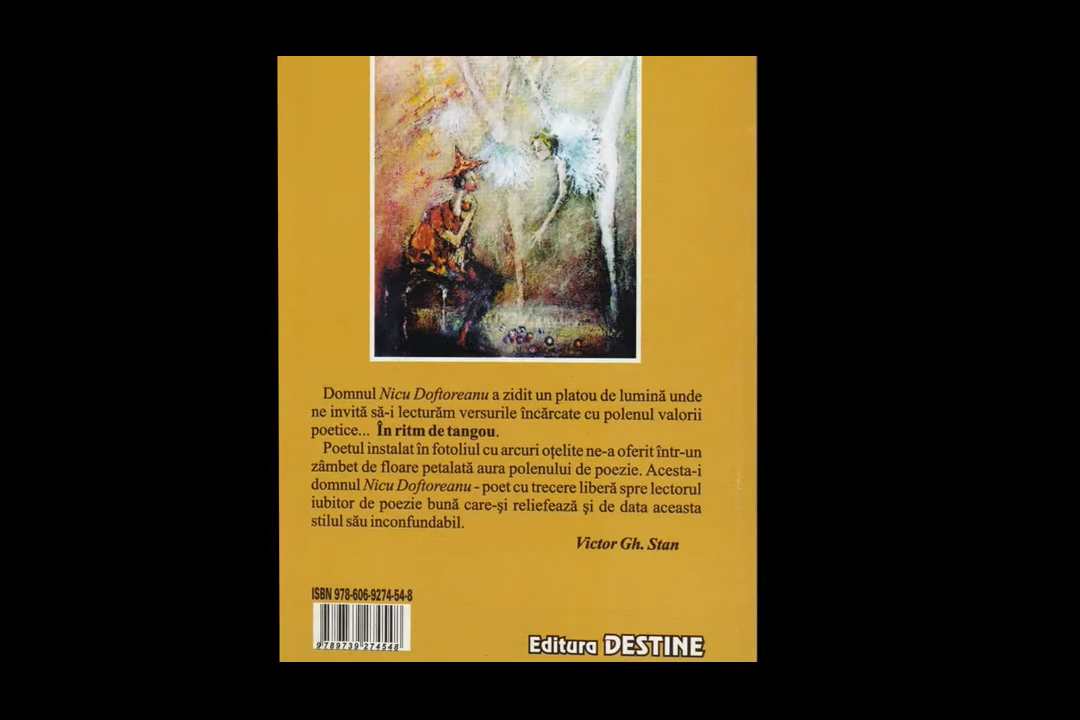 Domnul Nicu Doftoreanu a zidit un platou de lumină unde
ne invită să-i lecturăm versurile încărcate cu polenul valorii
poetice... În ritm de tangou.
Poetul instalat în fotoliul cu arcuri oțelite ne-a oferit într-un
zâmbet de floare petalată aura polenului de poezie. Acesta-i
domnul Nicu Doftoreanu - poet cu trecere liberă spre lectorul
iubitor de poezie bună care-şi reliefează şi de data aceasta
stilul său inconfundabil.
Victor Gh. Stan
ISBN 978-606-9274-54-8
9789739274548
Editura DESTINE